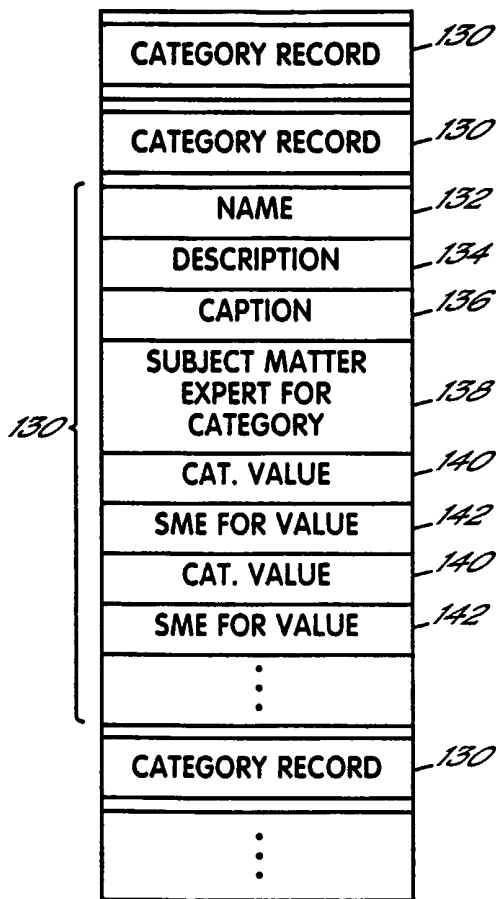 CATEGORY RECORD 130
CATEGORY RECORD 130
NAME 132
DESCRIPTION 134
CAPTION 136
SUBJECT MATTER
EXPERT FOR
CATEGORY 138
130
CAT. VALUE 140
SME FOR VALUE 142
CAT. VALUE 140
SME FOR VALUE 142
CATEGORY RECORD 130